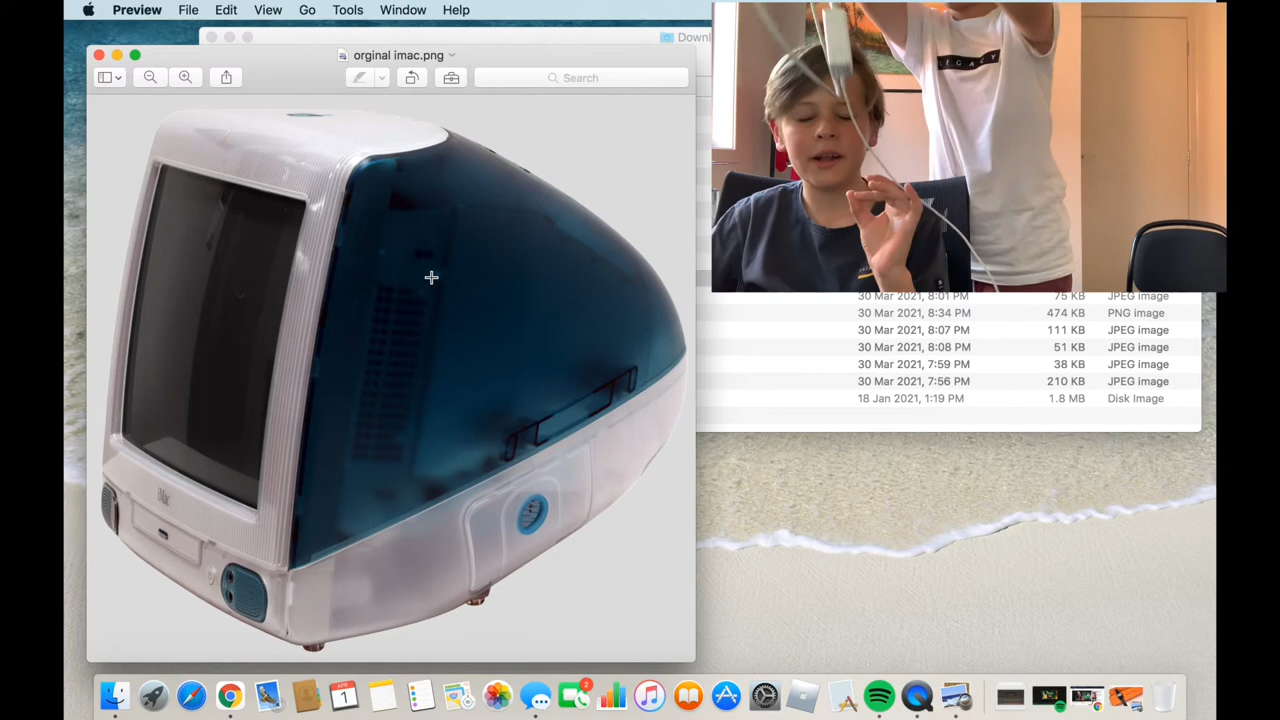 Preview File Edit View Go Tools Window Help
Downl
orginal imac.png
Search
LEGACY
iMac
30 Mar 2021, 8:01 PM 75 KB JPEG image
30 Mar 2021, 8:34 PM 474 KB PNG image
30 Mar 2021, 8:07 PM 111 KB JPEG image
30 Mar 2021, 8:08 PM 51 KB JPEG image
30 Mar 2021, 7:59 PM 38 KB JPEG image
30 Mar 2021, 7:56 PM 210 KB JPEG image
18 Jan 2021, 1:19 PM 1.8 MB Disk Image
1
2